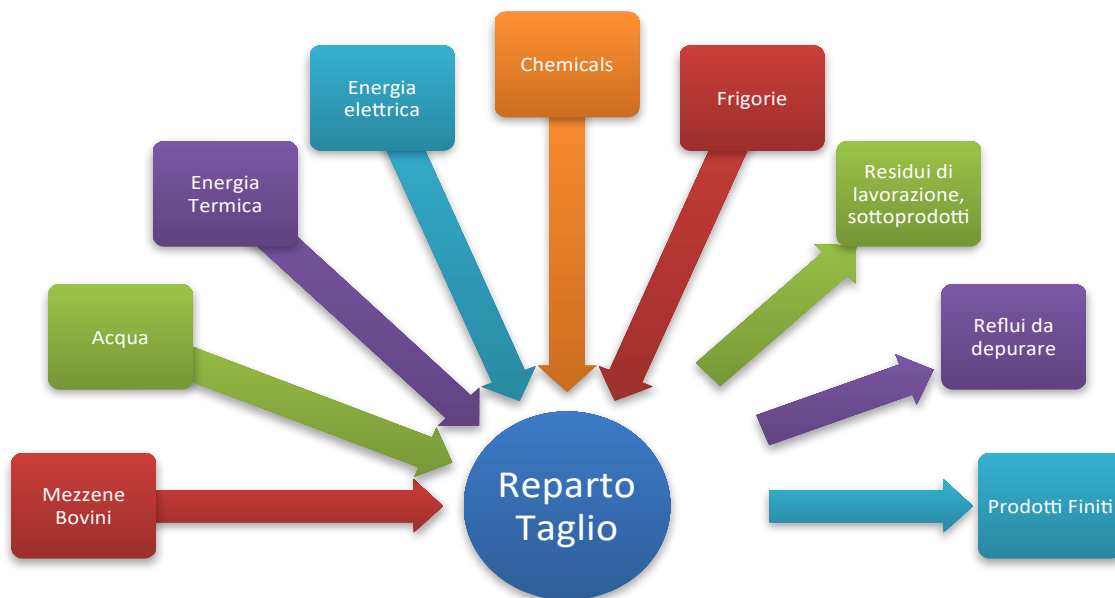 Chemicals
Energia
elettrica
Frigorie
Energia
Termica
Residui di
lavorazione,
sottoprodotti
Acqua
Reflui da
depurare
Mezzene
Bovini
Reparto
Taglio
Prodotti Finiti